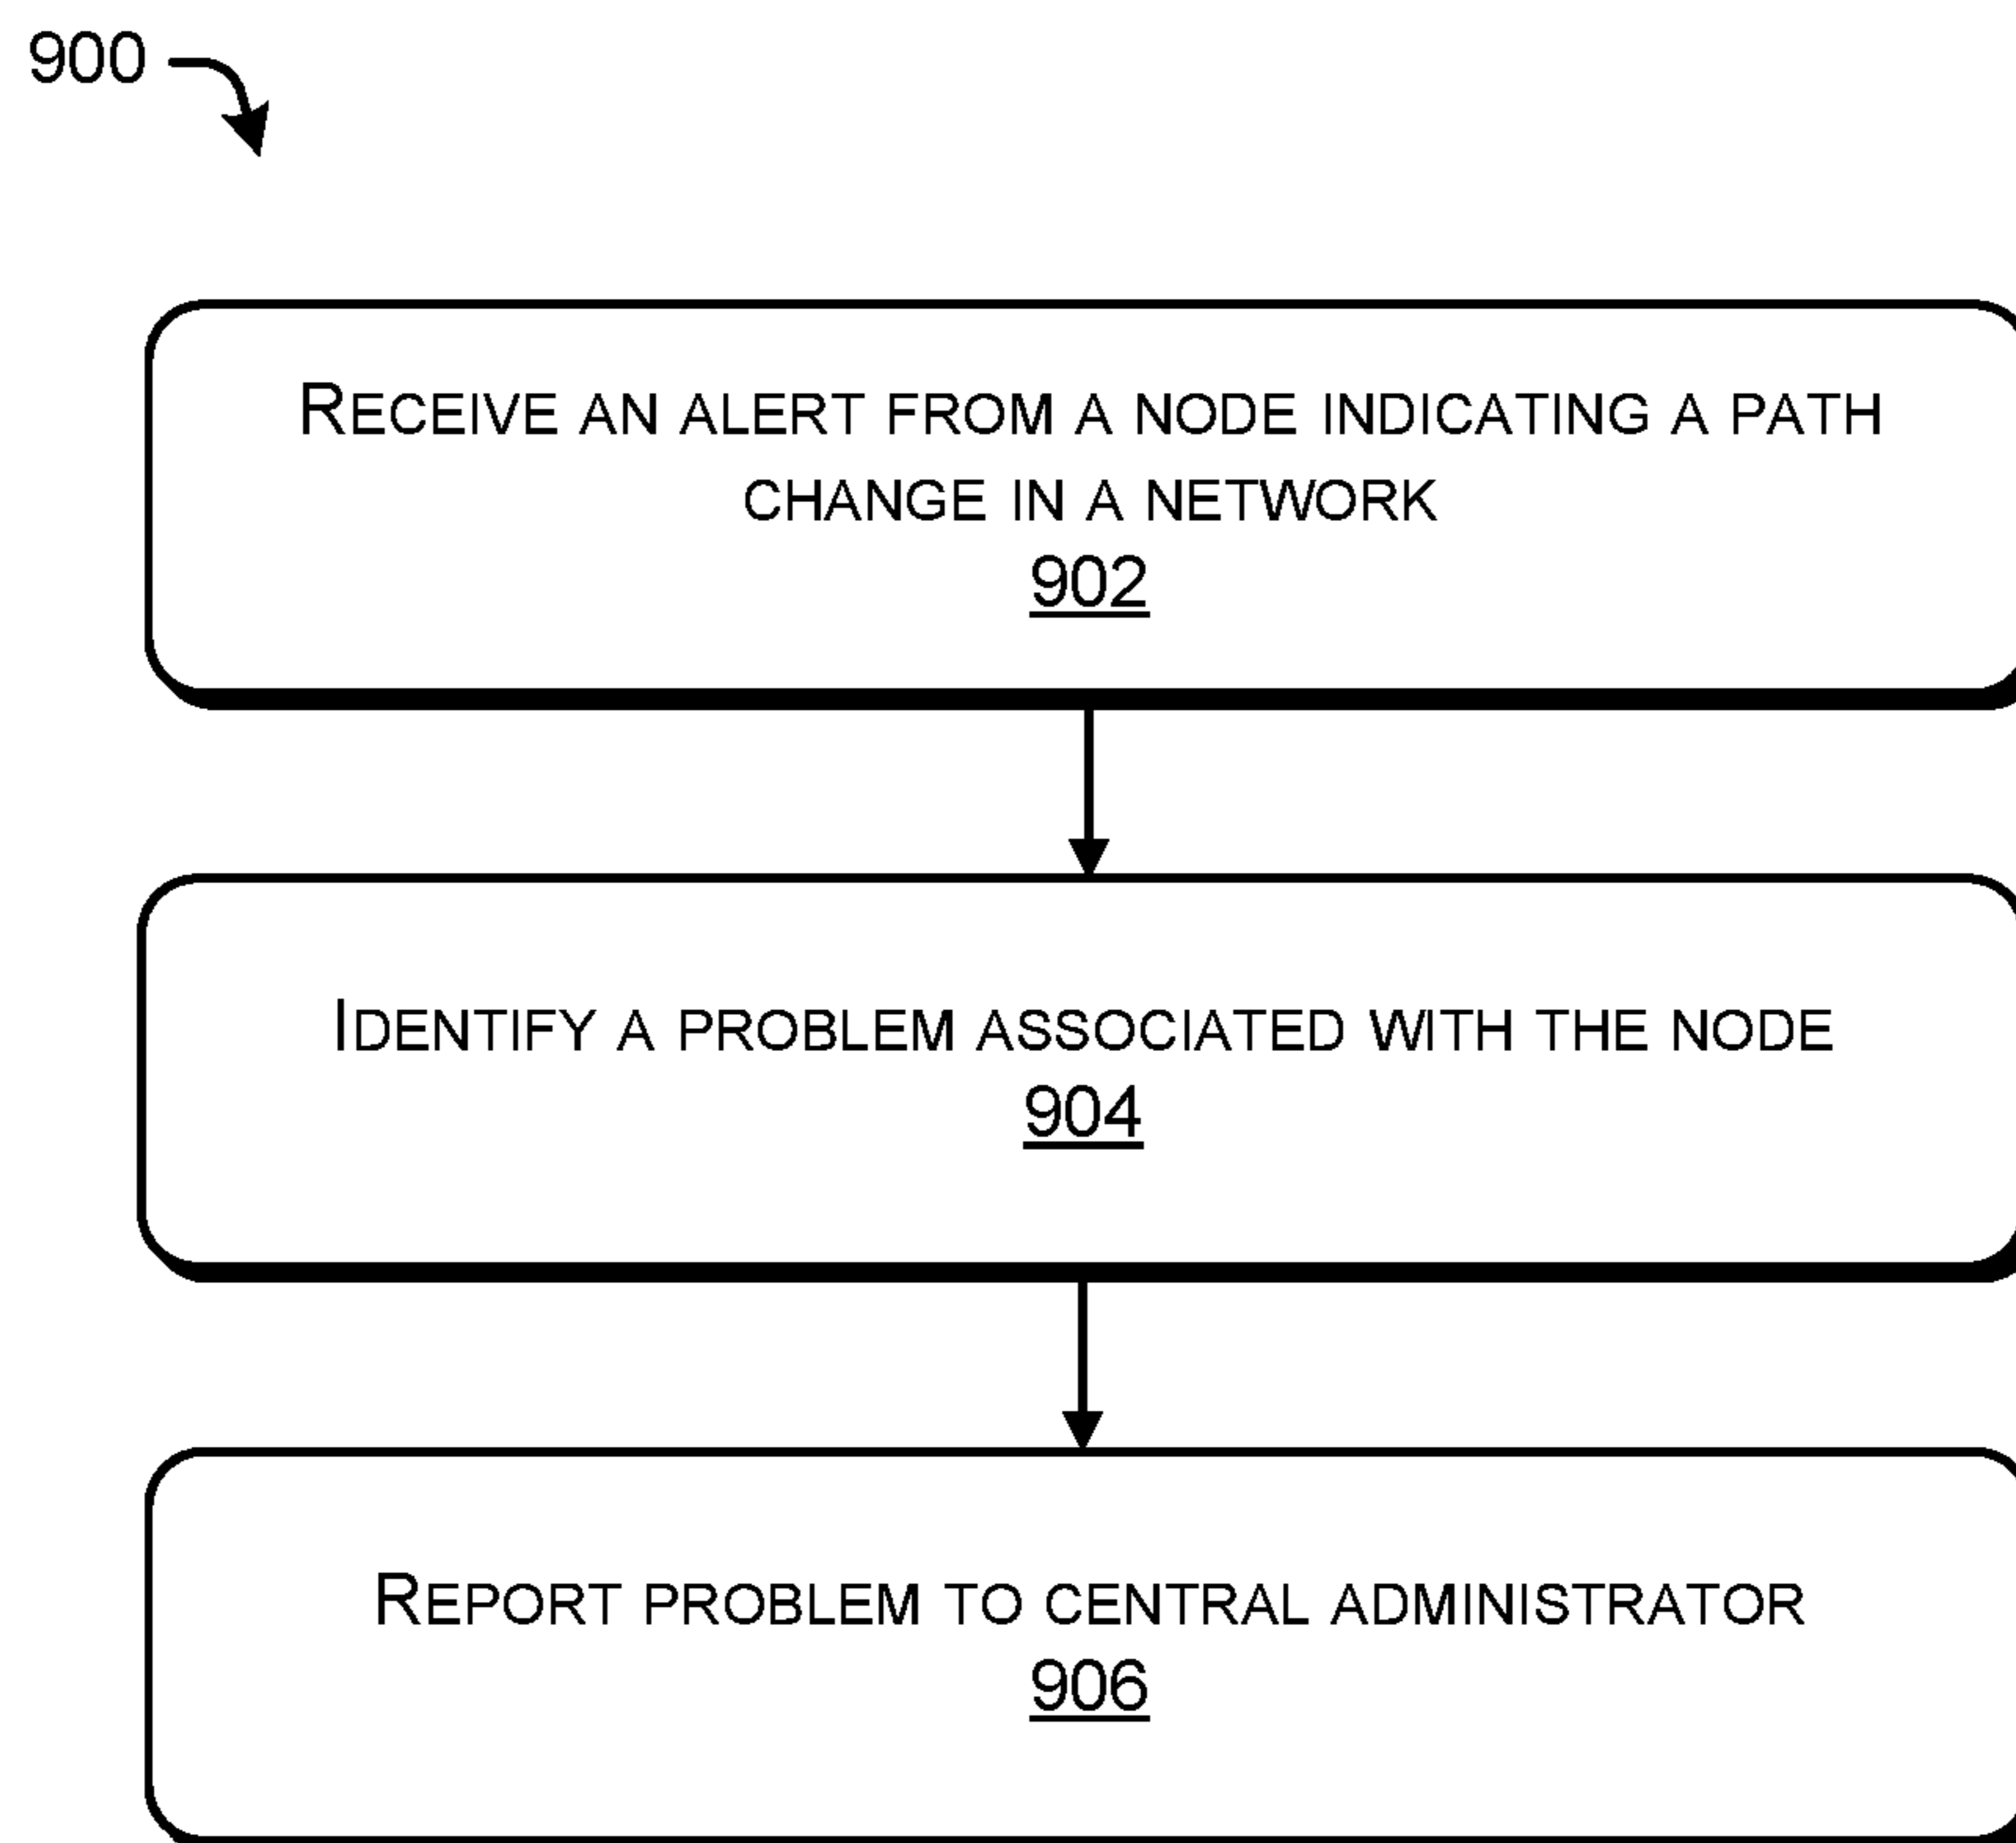 900
RECEIVE AN ALERT FROM A NODE INDICATING A PATH
CHANGE IN A NETWORK
902
IDENTIFY A PROBLEM ASSOCIATED WITH THE NODE
904
REPORT PROBLEM TO CENTRAL ADMINISTRATOR
906